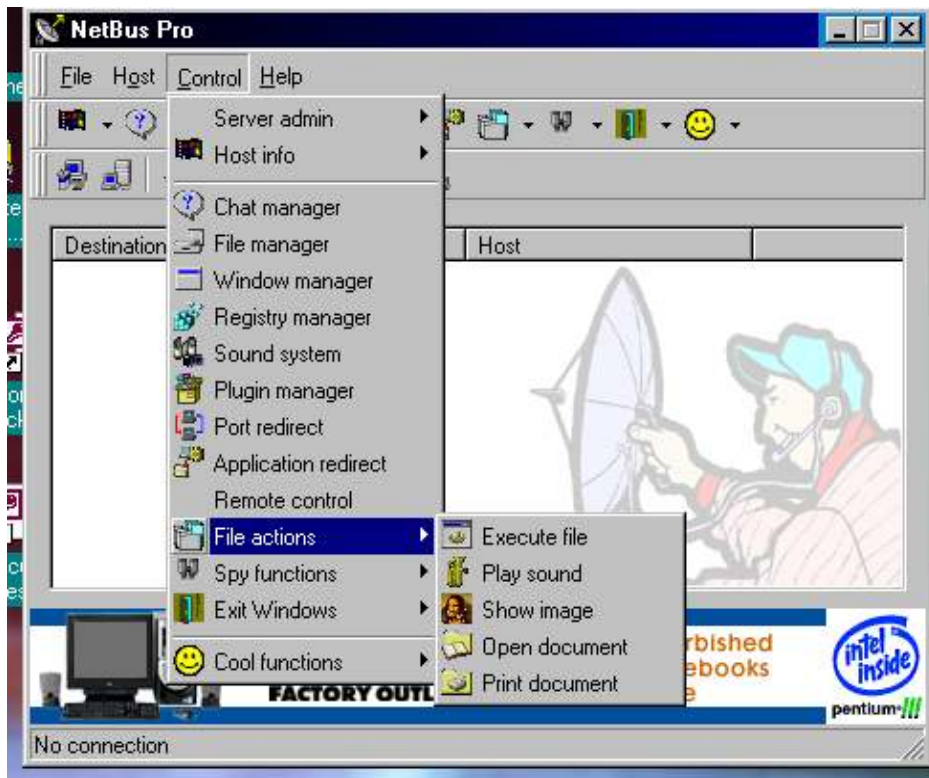 NetBus Pro
File Host Control Help
Server admin
Host info
Chat manager
File manager
Window manager
Registry manager
Sound system
Plugin manager
Port redirect
Application redirect
Remote control
File actions
Spy functions
Exit Windows
Cool functions
Execute file
Play sound
Show image
Open document
Print document
Destination
Host
rbished
ebooks
FACTORY OUTL
intel
inside
pentium
No connection